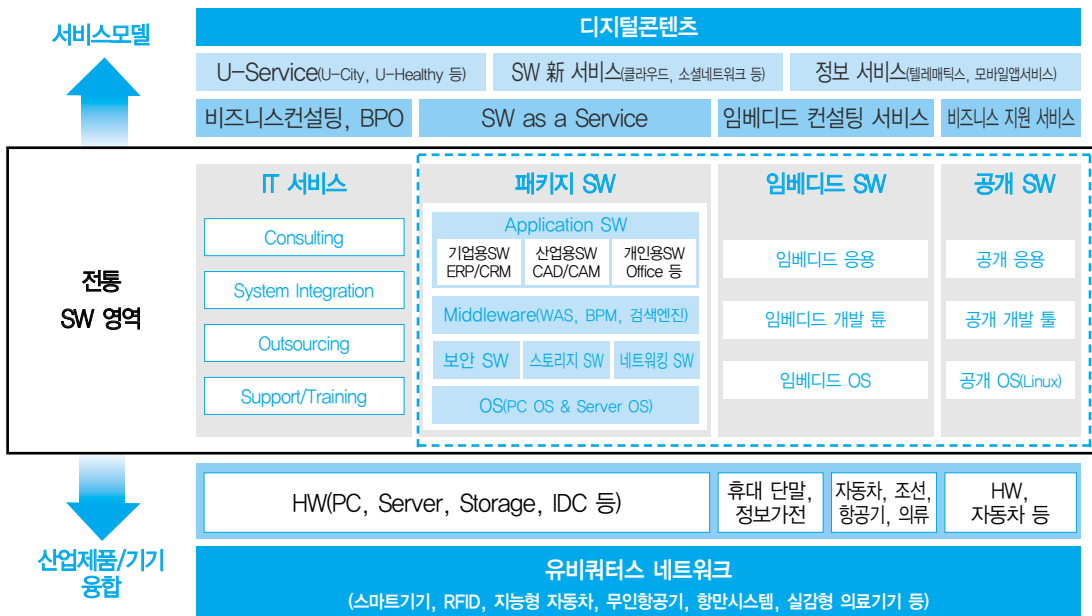 서비스모델
디지털콘텐츠
U-Service(U-City, U-Healthy 등)
SW 新 서비스(클라우드, 소셜네트워크 등)
정보 서비스(텔레매틱스, 모바일앱서비스)
비즈니스컨설팅, BPO
SW as a Service
임베디드 컨설팅 서비스
비즈니스 지원 서비스
전통
SW 영역
IT 서비스
Consulting
System Integration
Outsourcing
Support/Training
패키지 SW
Application SW
기업용SW
ERP/CRM
산업용SW
CAD/CAM
개인용SW
Office 등
Middleware(WAS, BPM, 검색엔진)
보안 SW
스토리지 SW
네트워킹 SW
OS(PC OS & Server OS)
임베디드 SW
임베디드 응용
임베디드 개발 툰
임베디드 OS
공개 SW
공개 응용
공개 개발 툴
공개 OS(Linux)
산업제품/기기
융합
HW(PC, Server, Storage, IDC 등)
휴대 단말,
정보가전
자동차, 조선,
항공기, 의류
HW,
자동차 등
유비쿼터스 네트워크
(스마트기기, RFID, 지능형 자동차, 무인항공기, 항만시스템, 실감형 의료기기 등)